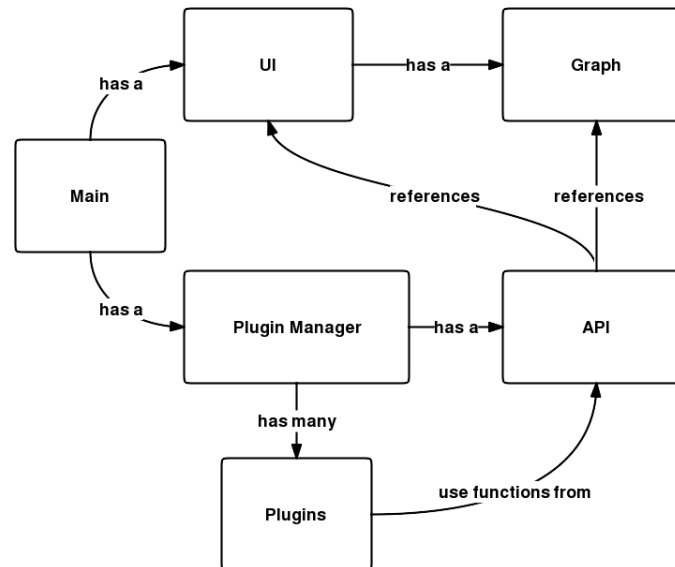 UI
has a
Graph
has a
Main
references
references
has a
Plugin Manager
has a
API
has many
use functions from
Plugins